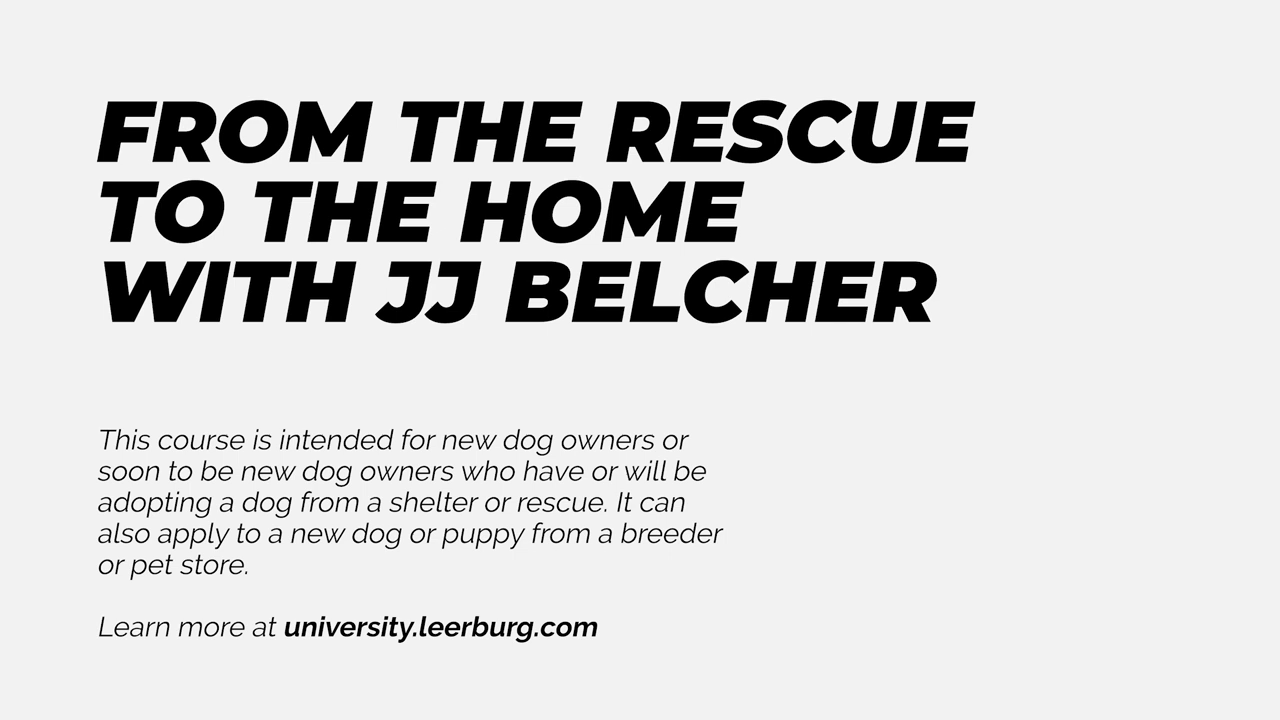 FROM THE RESCUE
TO THE HOME
WITH JJ BELCHER
This course is intended for new dog owners or
soon to be new dog owners who have or will be
adopting a dog from a shelter or rescue. It can
also apply to a new dog or puppy from a breeder
or pet store.
Learn more at university.leerburg.com